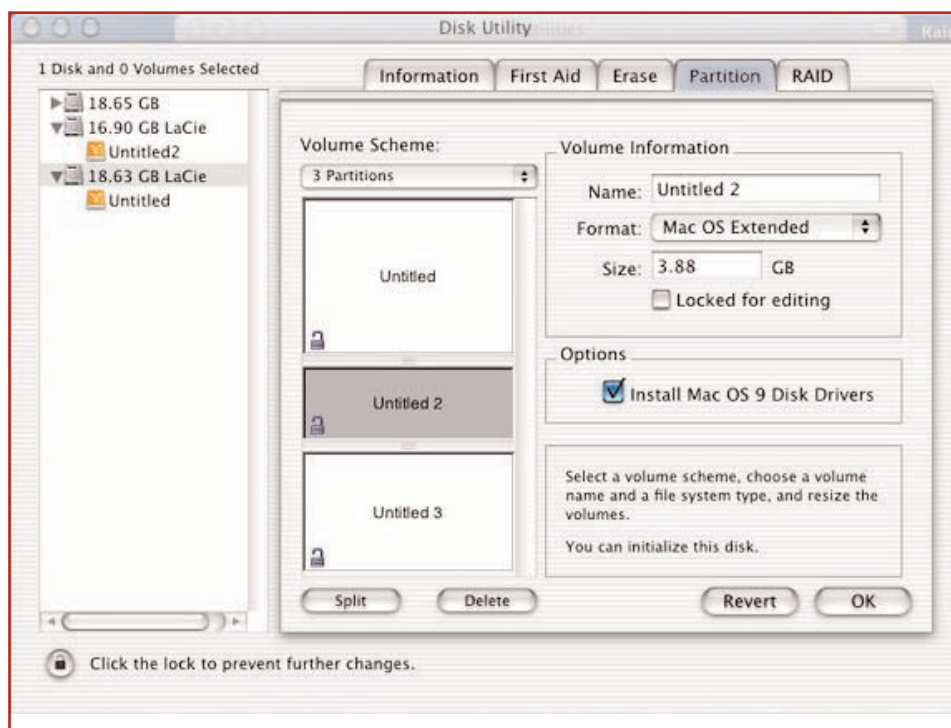 Disk Utility
1 Disk and 0 Volumes Selected
18.65 GB
16.90 GB LaCie
Untitled2
18.63 GB LaCie
Untitled
Information
First Aid
Erase
Partition
RAID
Volume Scheme:
3 Partitions
Untitled
Untitled 2
Untitled 3
Split
Delete
Volume Information
Name: Untitled 2
Format: Mac OS Extended
Size: 3.88 GB
Locked for editing
Options
Install Mac OS 9 Disk Drivers
Select a volume scheme, choose a volume
name and a file system type, and resize the
volumes.
You can initialize this disk.
Revert
OK
Click the lock to prevent further changes.